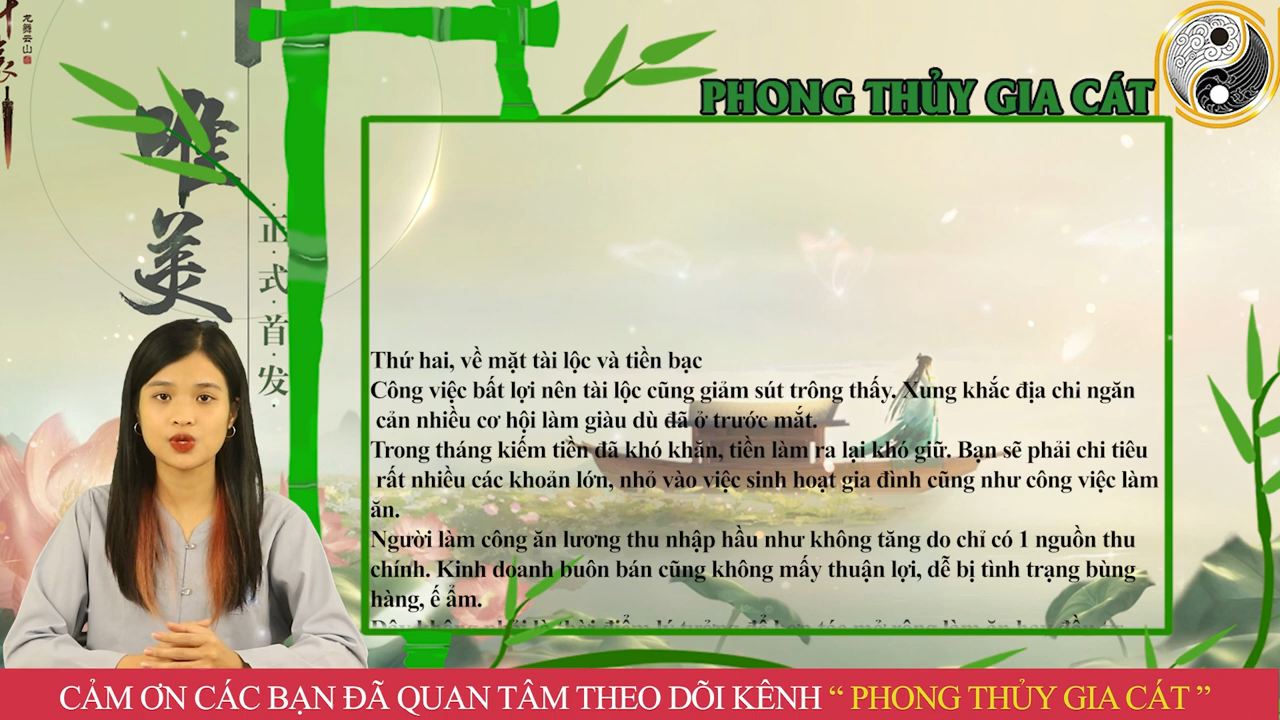 龙舞云山
唯美
正式首发
PHONG THỦY GIA CÁT
Thứ hai, về mặt tài lộc và tiền bạc
Công việc bất lợi nên tài lộc cũng giảm sút trông thấy. Xung khắc địa chi ngăn
cản nhiều cơ hội làm giàu dù đã ở trước mắt.
Trong tháng kiếm tiền đã khó khăn, tiền làm ra lại khó giữ. Bạn sẽ phải chi tiêu
rất nhiều các khoản lớn, nhỏ vào việc sinh hoạt gia đình cũng như công việc làm
ăn.
Người làm công ăn lương thu nhập hầu như không tăng do chỉ có 1 nguồn thu
chính. Kinh doanh buôn bán cũng không mấy thuận lợi, dễ bị tình trạng bùng
hàng, ế ẩm.
CẢM ƠN CÁC BẠN ĐÃ QUAN TÂM THEO DÕI KÊNH “ PHONG THỦY GIA CÁT ”